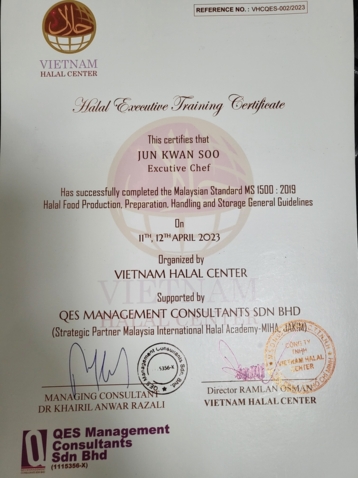 REFERENCE NO.: VHCQES-002/2023
VIETNAM
HALAL CENTER
Halal Executive Training Certificate
This certifies that
JUN KWAN SOO
Excutive Chef
Has successfully completed the Malaysian Standard MS 1500 : 2019
Halal Food Production, Preparation, Handling and Storage General Guidelines
On
11TH, 12TH APRIL 2023
Organized by
VIETNAM HALAL CENTER
Supported by
QES MANAGEMENT CONSULTANTS SDN BHD
(Strategic Partner Malaysia International Halal Academy-MIHA, JAKIM)
MANAGING CONSULTANT
DR KHAIRIL ANWAR RAZALI
Director RAMLAN OSMAN
VIETNAM HALAL CENTER
QES Management
Consultants
Sdn Bhd
(1115356-X)